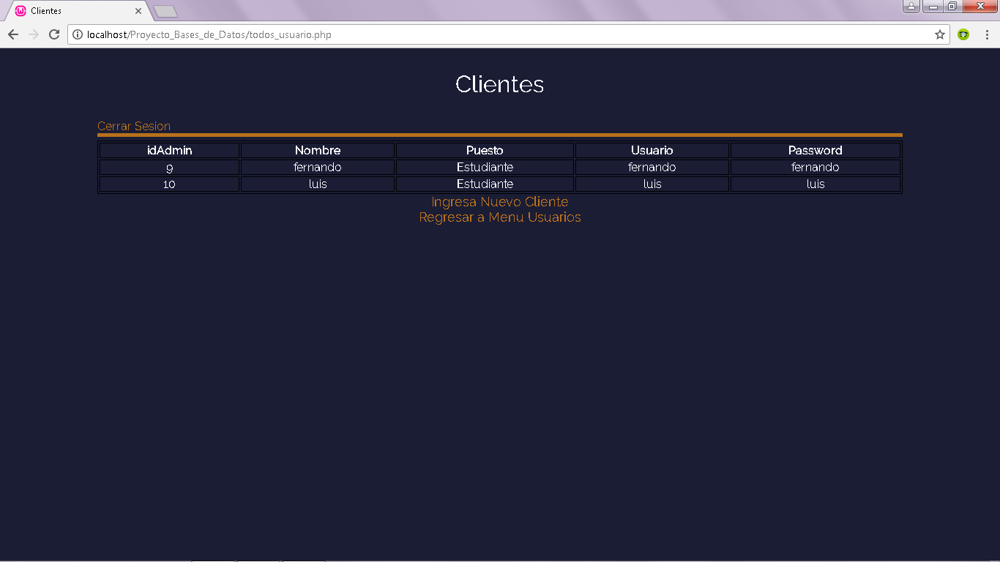 Clientes
localhost/Proyecto_Bases_de_Datos/todos_usuario.php
Clientes
Cerrar Sesion
idAdmin Nombre Puesto Usuario Password
9 fernando Estudiante fernando fernando
10 luis Estudiante luis luis
Ingresa Nuevo Cliente
Regresar a Menu Usuarios